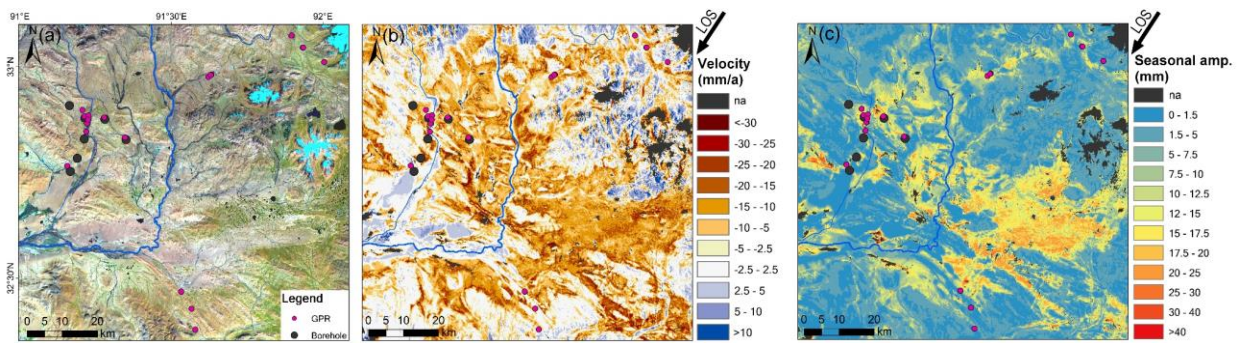 91°E
91°30'E
92°E
33°N
32°30'N
N
(a)
Legend
GPR
Borehole
0 5 10 20
km
N
(b)
0 5 10 20
km
LOS
Velocity
(mm/a)
na
<-30
-30 - -25
-25 - -20
-20 - -15
-15 - -10
-10 - -5
-5 - -2.5
-2.5 - 2.5
2.5 - 5
5 - 10
>10
N
(c)
0 5 10 20
km
LOS
Seasonal amp.
(mm)
na
0 - 1.5
1.5 - 5
5 - 7.5
7.5 - 10
10 - 12.5
12 - 15
15 - 17.5
17.5 - 20
20 - 25
25 - 30
30 - 40
>40